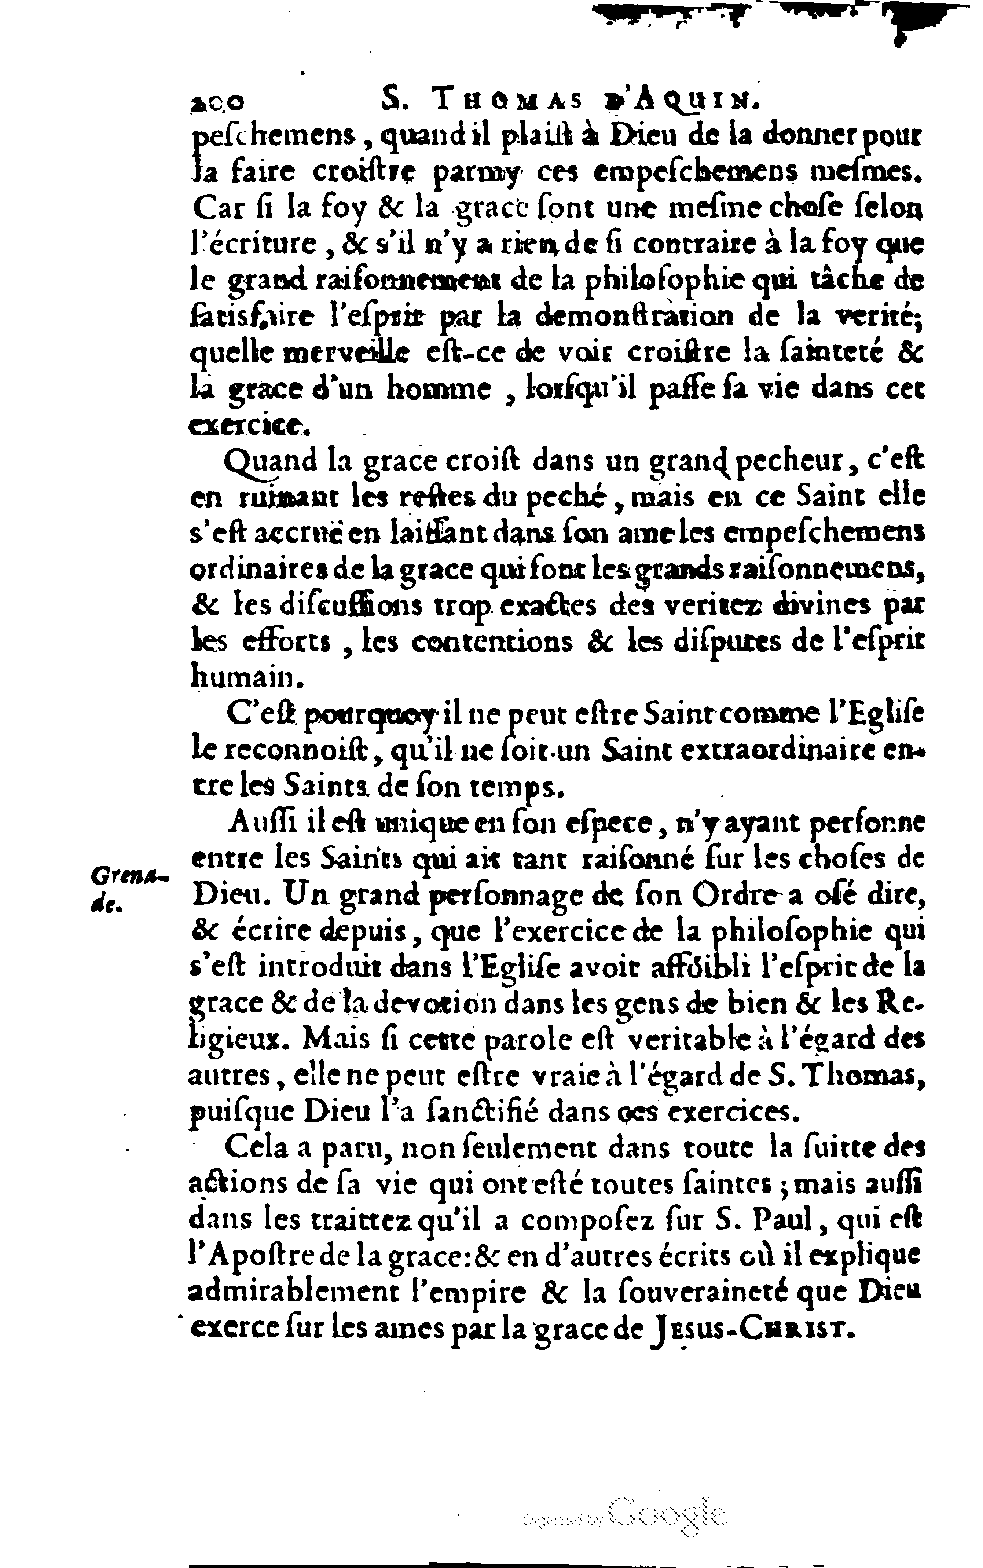 200 S. THOMAS D'AQUIN.
peſchemens, quand il plaiſt à Dieu de la donner pour
la faire croiſtre parmy ces empeſchemens meſmes.
Car ſi la foy & la grace ſont une meſme choſe ſelon
l'écriture, & s'il n'y a rien de ſi contraire à la foy que
le grand raiſonnement de la philoſophie qui tâche de
ſatisfaire l'eſprit par la demonſtration de la verité;
quelle merveille eſt-ce de voir croiſtre la ſainteté &
la grace d'un homme, lorſqu'il paſſe ſa vie dans cet
exercice.
Quand la grace croiſt dans un grand pecheur, c'eſt
en ruinant les reſtes du peché, mais en ce Saint elle
s'eſt accruë en laiſſant dans ſon ame les empeſchemens
ordinaires de la grace qui ſont les grands raiſonnemens,
& les diſcuſſions trop exactes des veritez divines par
les efforts, les contentions & les diſputes de l'eſprit
humain.
C'eſt pourquoy il ne peut eſtre Saint comme l'Egliſe
le reconnoiſt, qu'il ne ſoit un Saint extraordinaire en-
tre les Saints de ſon temps.
Auſſi il eſt unique en ſon eſpece, n'y ayant perſonne
entre les Saints qui ait tant raiſonné ſur les choſes de
Grena-
de.
Dieu. Un grand perſonnage de ſon Ordre a oſé dire,
& écrire depuis, que l'exercice de la philoſophie qui
s'eſt introduit dans l'Egliſe avoit affoibli l'eſprit de la
grace & de la devotion dans les gens de bien & les Re-
ligieux. Mais ſi cette parole eſt veritable à l'égard des
autres, elle ne peut eſtre vraie à l'égard de S. Thomas,
puiſque Dieu l'a ſanctifié dans ces exercices.
Cela a paru, non ſeulement dans toute la ſuitte des
actions de ſa vie qui ont eſté toutes ſaintes; mais auſſi
dans les traittez qu'il a compoſez ſur S. Paul, qui eſt
l'Apoſtre de la grace: & en d'autres écrits où il explique
admirablement l'empire & la ſouveraineté que Dieu
exerce ſur les ames par la grace de JESUS-CHRIST.
Digitized by Google